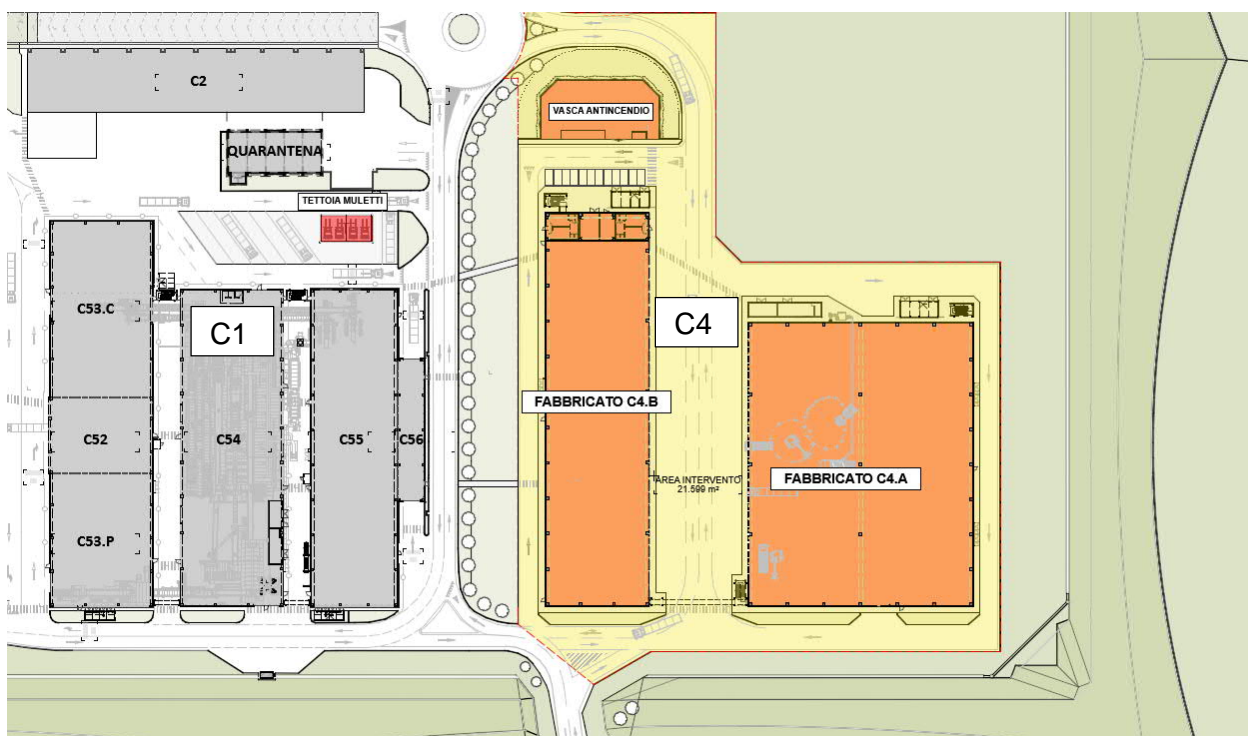 C2
VASCA ANTINCENDIO
QUARANTENA
TETTOIA MULETTI
C53.C
C1
C4
FABBRICATO C4.B
C52
C54
C55
C56
AREA INTERVENTO
21.599 m²
FABBRICATO C4.A
C53.P